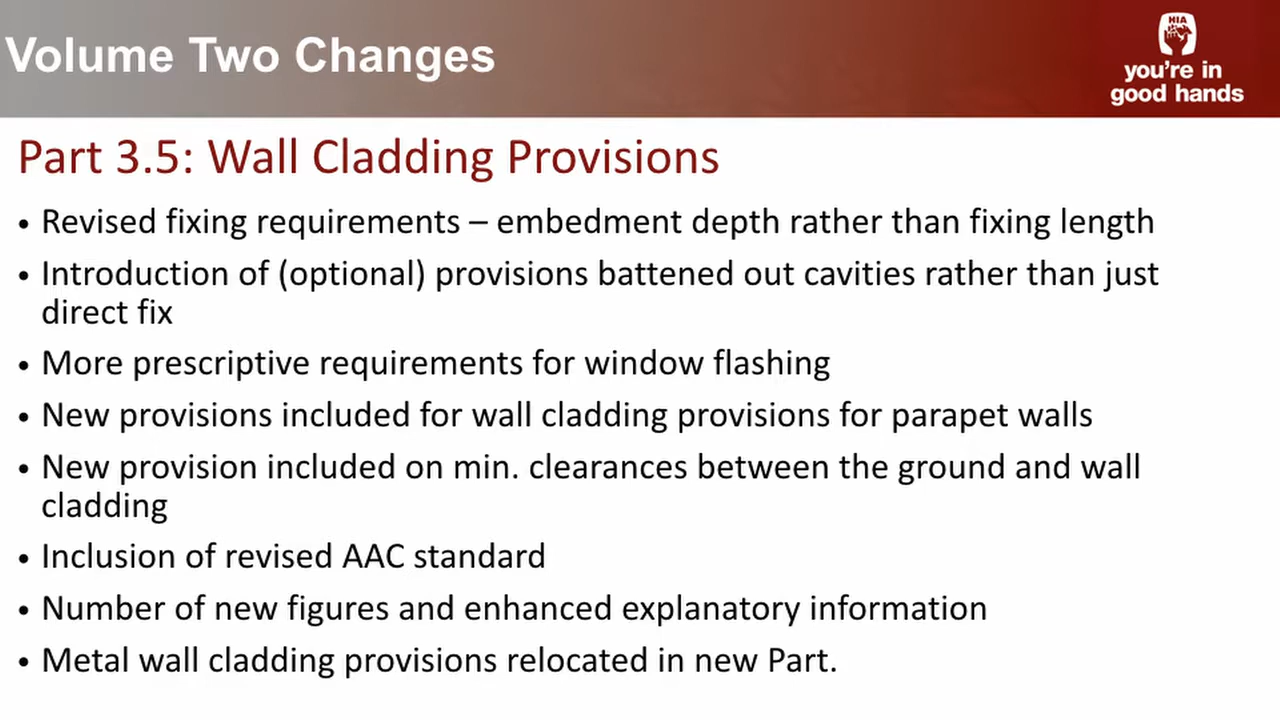 Volume Two Changes
HIA
you're in
good hands
Part 3.5: Wall Cladding Provisions
• Revised fixing requirements – embedment depth rather than fixing length
• Introduction of (optional) provisions battened out cavities rather than just
direct fix
• More prescriptive requirements for window flashing
• New provisions included for wall cladding provisions for parapet walls
• New provision included on min. clearances between the ground and wall
cladding
• Inclusion of revised AAC standard
• Number of new figures and enhanced explanatory information
• Metal wall cladding provisions relocated in new Part.